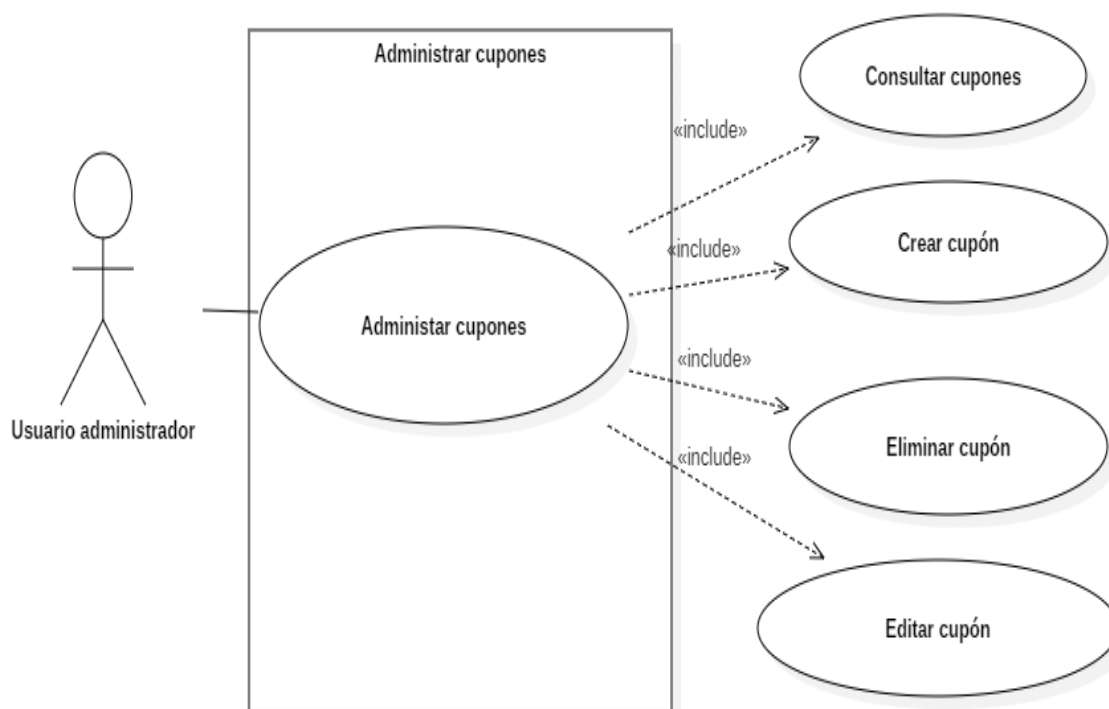 Administrar cupones
Consultar cupones
«include»
Crear cupón
«include»
Administar cupones
«include»
Usuario administrador
Eliminar cupón
«include»
Editar cupón